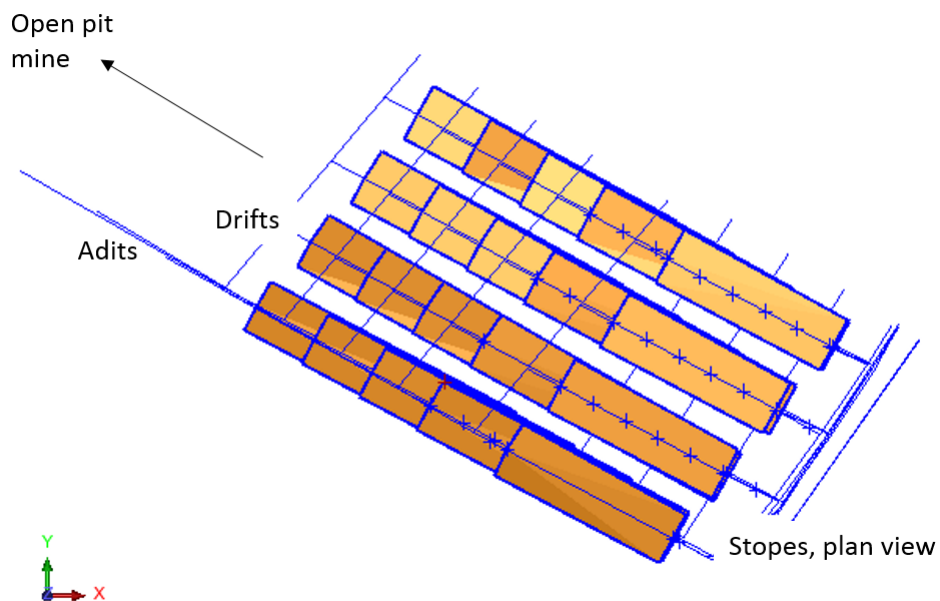 Open pit
mine
Drifts
Adits
Stopes, plan view
Y
X